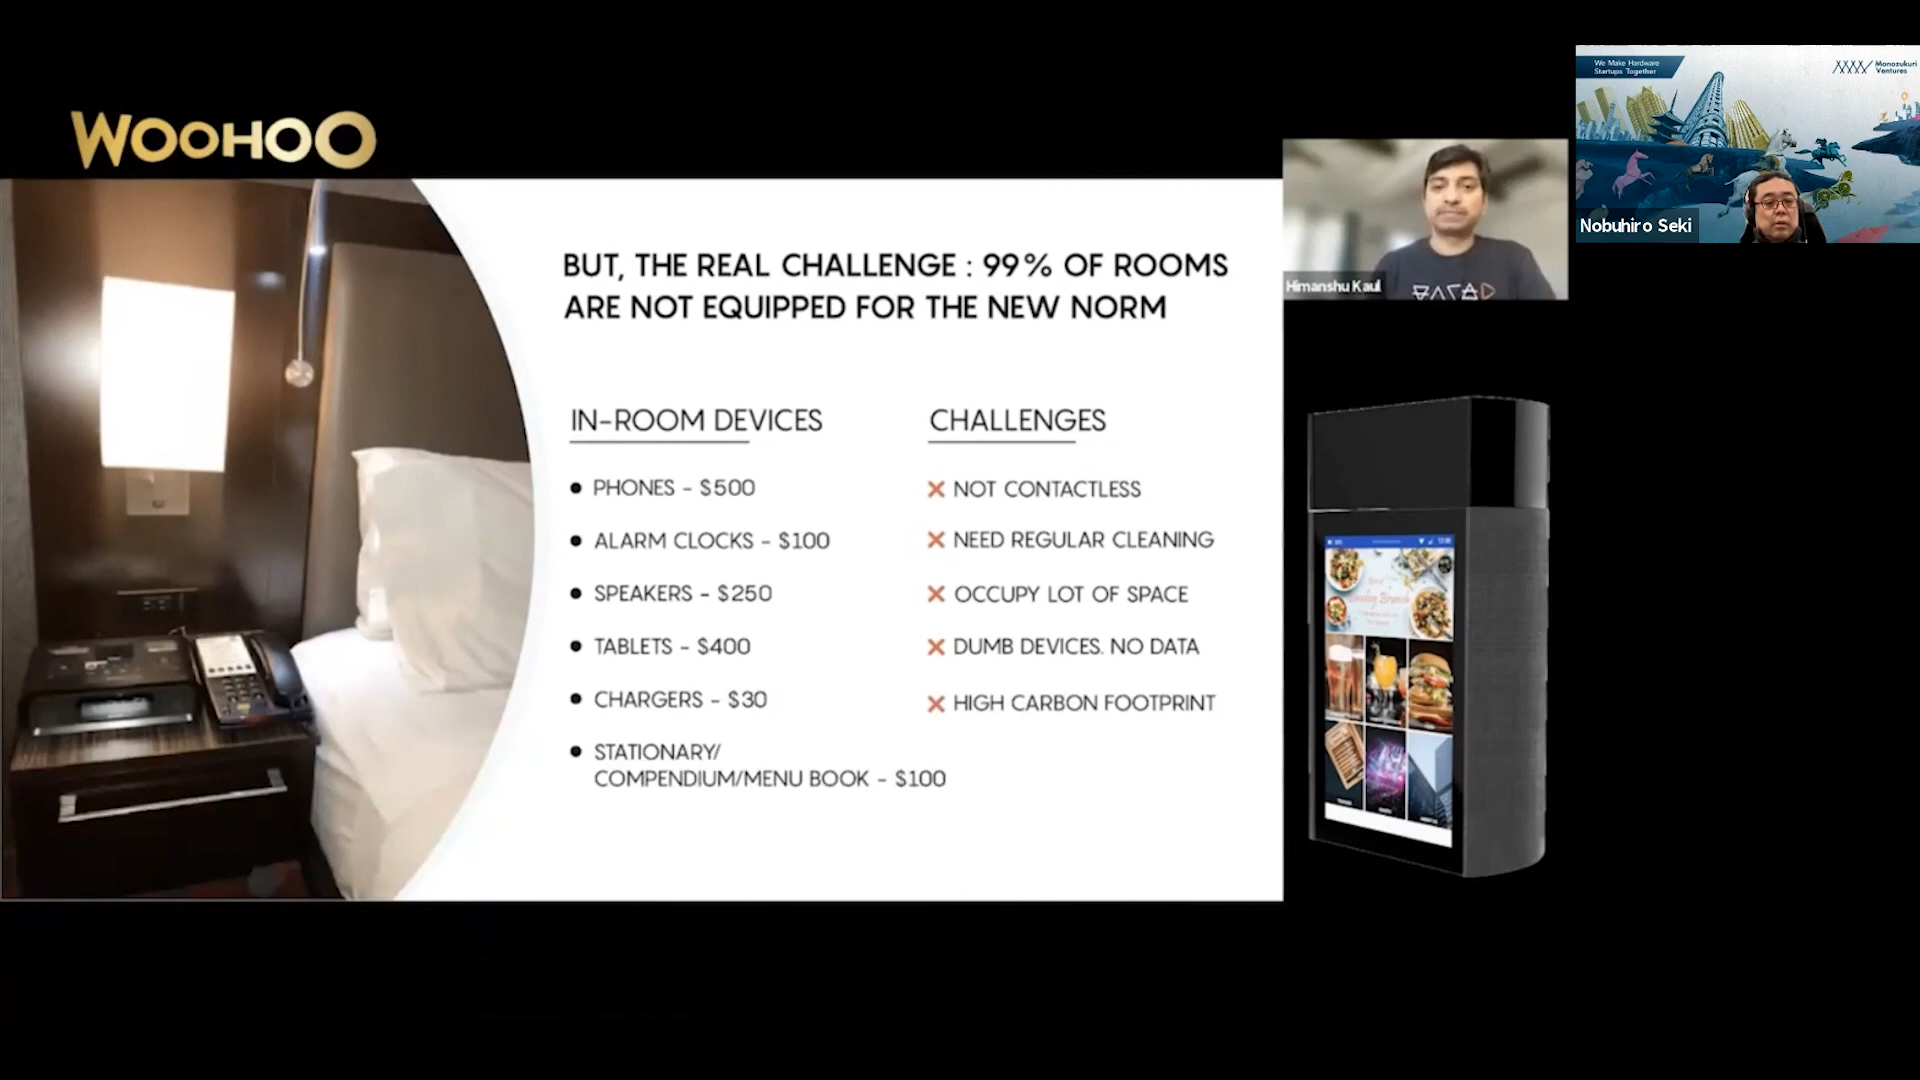 WOOHOO
BUT, THE REAL CHALLENGE : 99% OF ROOMS
ARE NOT EQUIPPED FOR THE NEW NORM
IN-ROOM DEVICES
● PHONES - $500
● ALARM CLOCKS - $100
● SPEAKERS - $250
● TABLETS - $400
● CHARGERS - $30
● STATIONARY/
COMPENDIUM/MENU BOOK - $100
CHALLENGES
✕ NOT CONTACTLESS
✕ NEED REGULAR CLEANING
✕ OCCUPY LOT OF SPACE
✕ DUMB DEVICES. NO DATA
✕ HIGH CARBON FOOTPRINT
Himanshu Kaul
We Make Hardware
Startups Together
Monozukuri
Ventures
Nobuhiro Seki